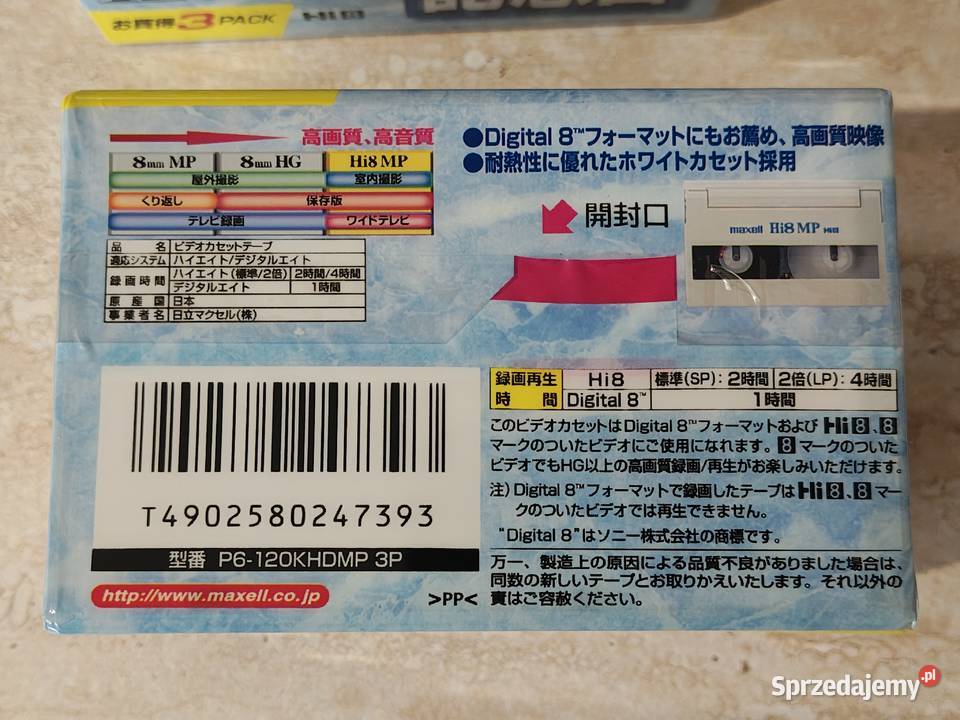 お買得3PACK
Hi8
高画質、高音質
8mm MP
8mm HG
Hi8 MP
屋外撮影
室内撮影
くり返し
保存版
テレビ録画
ワイドテレビ
品名 ビデオカセットテープ
適応システム ハイエイト/デジタルエイト
録画時間 ハイエイト(標準/2倍) 2時間/4時間
デジタルエイト 1時間
原産国 日本
事業者名 日立マクセル(株)
●Digital 8™フォーマットにもお薦め、高画質映像
●耐熱性に優れたホワイトカセット採用
開封口
maxell Hi8 MP Hi8
T4902580247393
型番 P6-120KHDMP 3P
http://www.maxell.co.jp
>PP<
録画再生時間
Hi8 標準(SP):2時間 2倍(LP):4時間
Digital 8™ 1時間
このビデオカセットはDigital 8™フォーマットおよび Hi8、8
マークのついたビデオにご使用になれます。8 マークのついた
ビデオでもHG以上の高画質録画/再生がお楽しみいただけます。
注)Digital 8™フォーマットで録画したテープはHi8、8マー
クのついたビデオでは再生できません。
“Digital 8”はソニー株式会社の商標です。
万一、製造上の原因による品質不良がありました場合は、
同数の新しいテープとお取りかえいたします。それ以外の
責はご容赦ください。
Sprzedajemy.pl